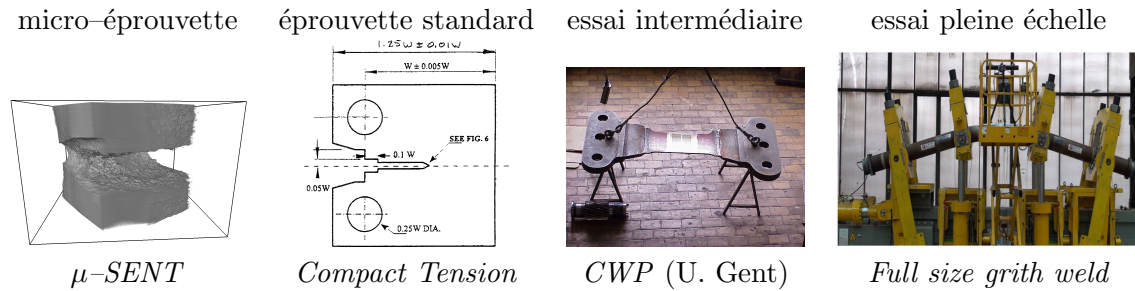 micro–éprouvette
éprouvette standard
essai intermédiaire
essai pleine échelle
1.25W ± 0.01W
W ± 0.005W
SEE FIG. 6
0.1 W
0.05W
0.25W DIA.
μ–SENT
Compact Tension
CWP (U. Gent)
Full size grith weld